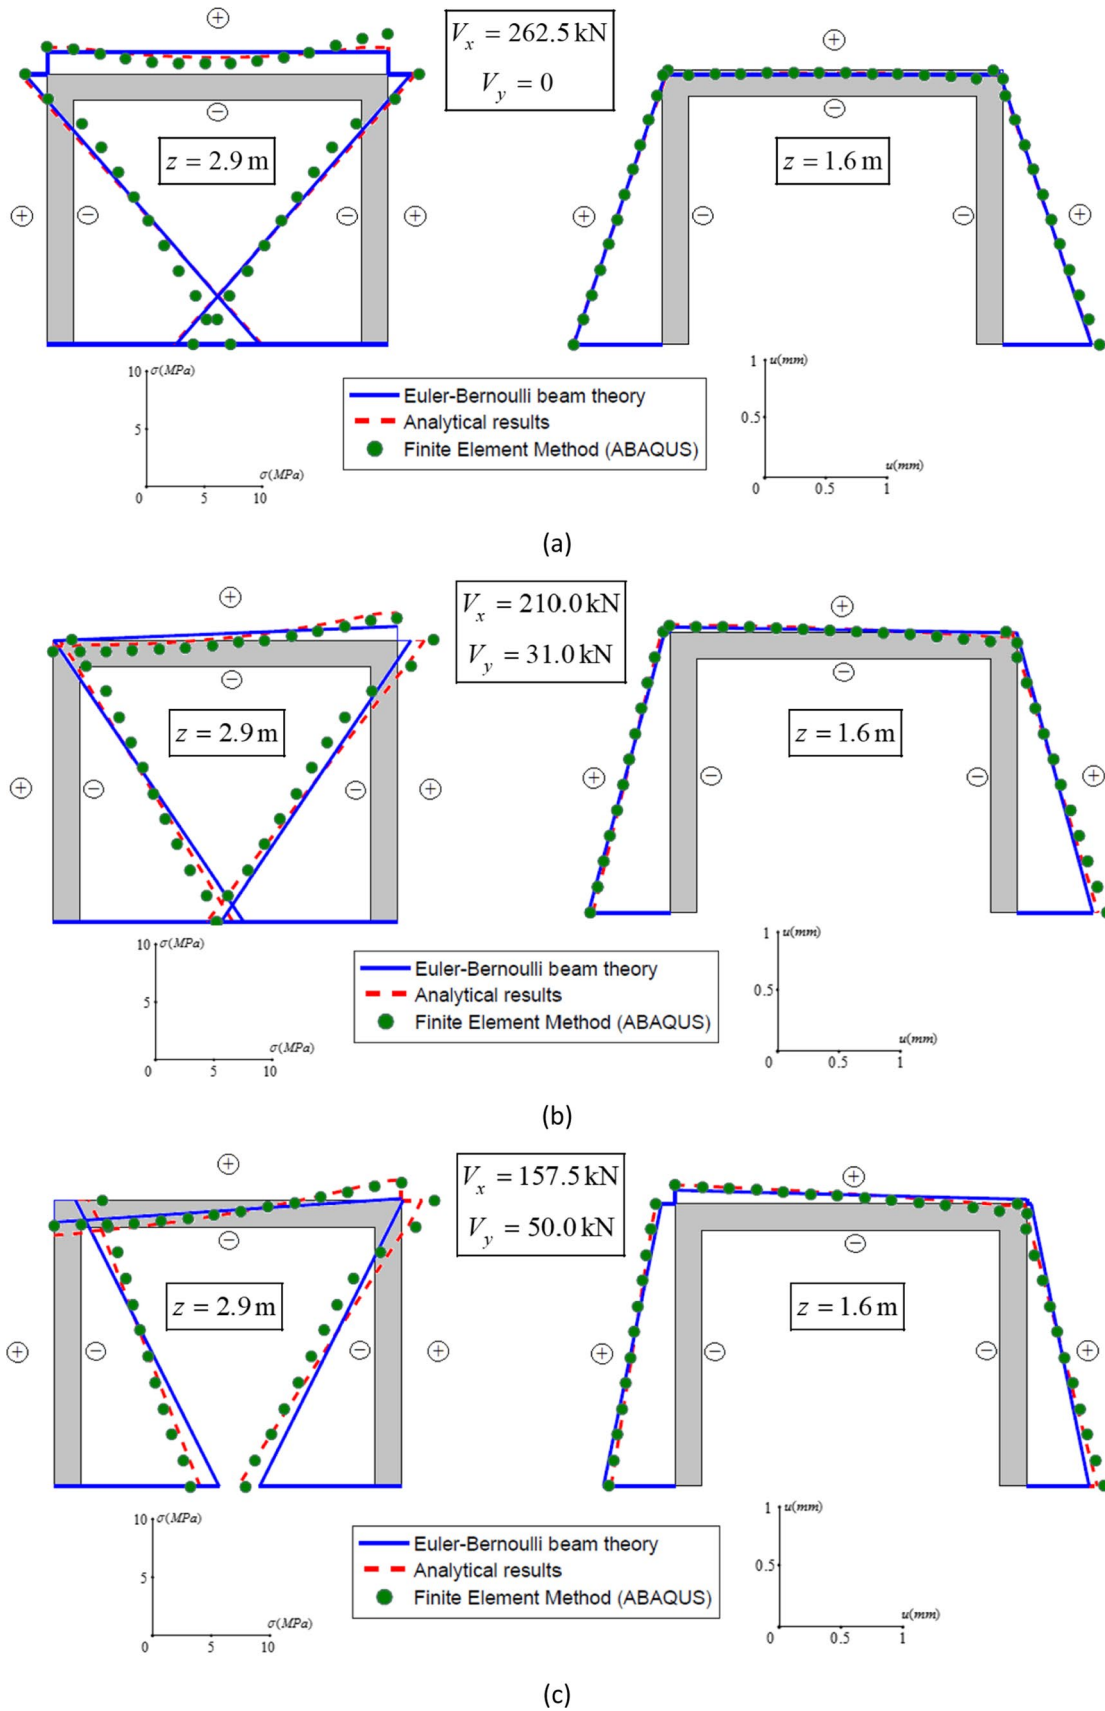 ⊕
V_x = 262.5 kN
V_y = 0
⊕
⊖
⊖
z = 2.9 m
z = 1.6 m
⊕ ⊖ ⊖ ⊕
⊕ ⊖ ⊖ ⊕
10 σ(MPa)
5
0 5 10
σ(MPa)
Euler-Bernoulli beam theory
Analytical results
Finite Element Method (ABAQUS)
1 u(mm)
0.5
u(mm)
0 0.5 1
(a)
⊕
V_x = 210.0 kN
V_y = 31.0 kN
⊕
⊖
⊖
z = 2.9 m
z = 1.6 m
⊕ ⊖ ⊖ ⊕
⊕ ⊖ ⊖ ⊕
10 σ(MPa)
5
σ(MPa)
0 5 10
Euler-Bernoulli beam theory
Analytical results
Finite Element Method (ABAQUS)
1 u(mm)
0.5
u(mm)
0 0.5 1
(b)
⊕
V_x = 157.5 kN
V_y = 50.0 kN
⊕
⊖
⊖
z = 2.9 m
z = 1.6 m
⊕ ⊖ ⊖ ⊕
⊕ ⊖ ⊖ ⊕
10 σ(MPa)
5
σ(MPa)
0 5 10
Euler-Bernoulli beam theory
Analytical results
Finite Element Method (ABAQUS)
1 u(mm)
0.5
u(mm)
0 0.5 1
(c)